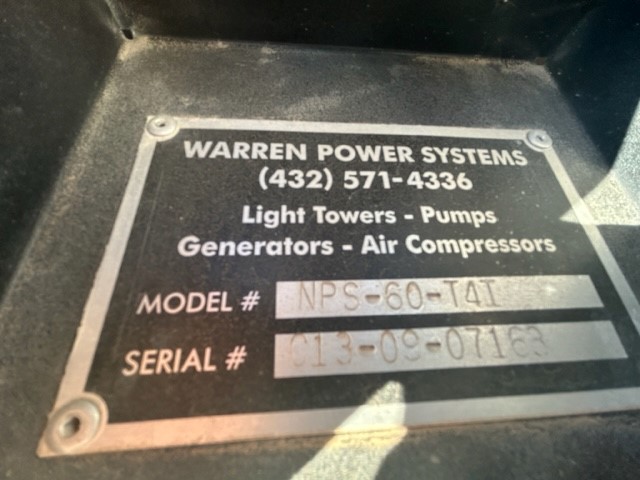 WARREN POWER SYSTEMS
(432) 571-4336
Light Towers - Pumps
Generators - Air Compressors
MODEL # NPS-60-T4I
SERIAL # C13-09-07163